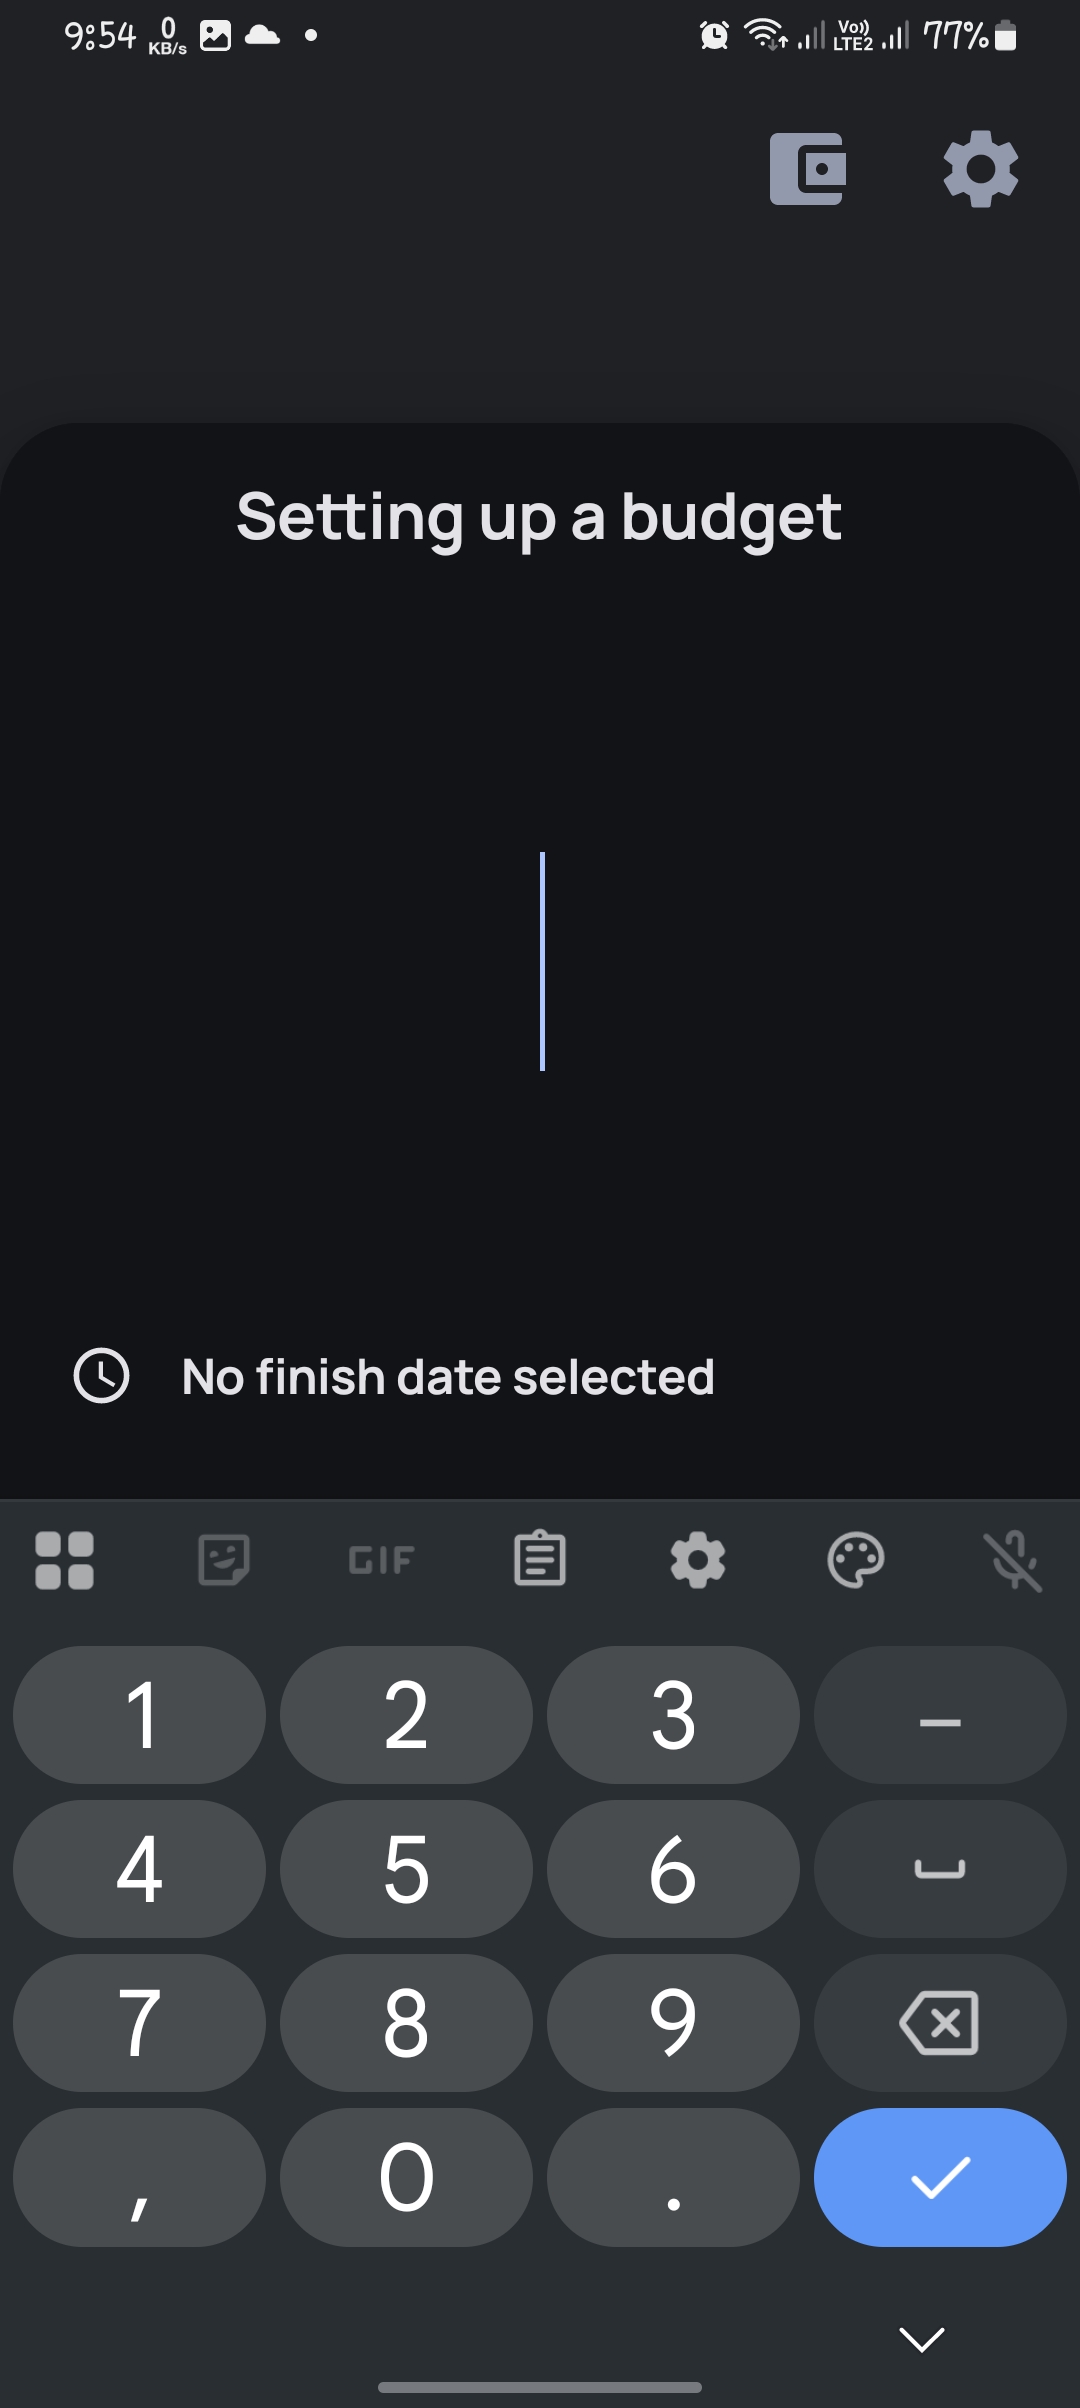 9:54 0 KB/s Vo)) LTE2 77%
Setting up a budget
No finish date selected
GIF
1 2 3 –
4 5 6
7 8 9
, 0 .